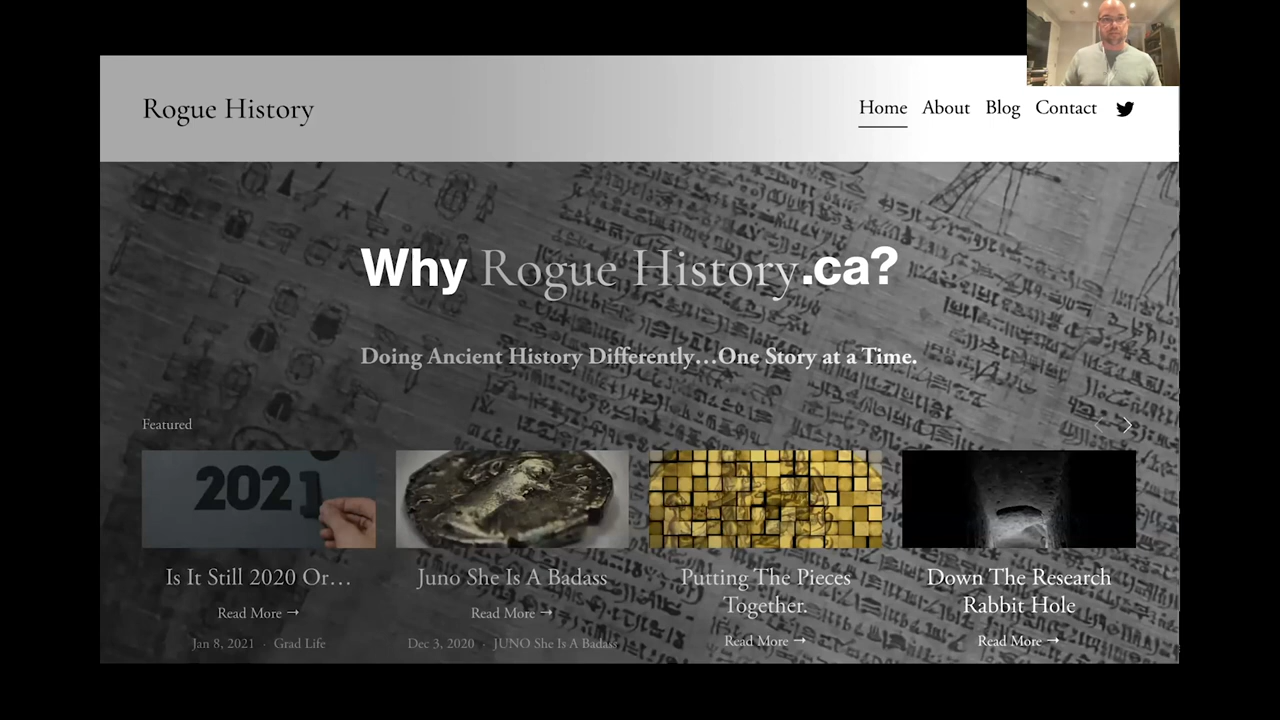 Rogue History
Home About Blog Contact
Why Rogue History.ca?
Doing Ancient History Differently...One Story at a Time.
Featured
2021
Is It Still 2020 Or...
Read More →
Jan 8, 2021 · Grad Life
Juno She Is A Badass
Read More →
Dec 3, 2020 · JUNO She Is A Badass
Putting The Pieces
Together.
Read More →
Down The Research
Rabbit Hole
Read More →